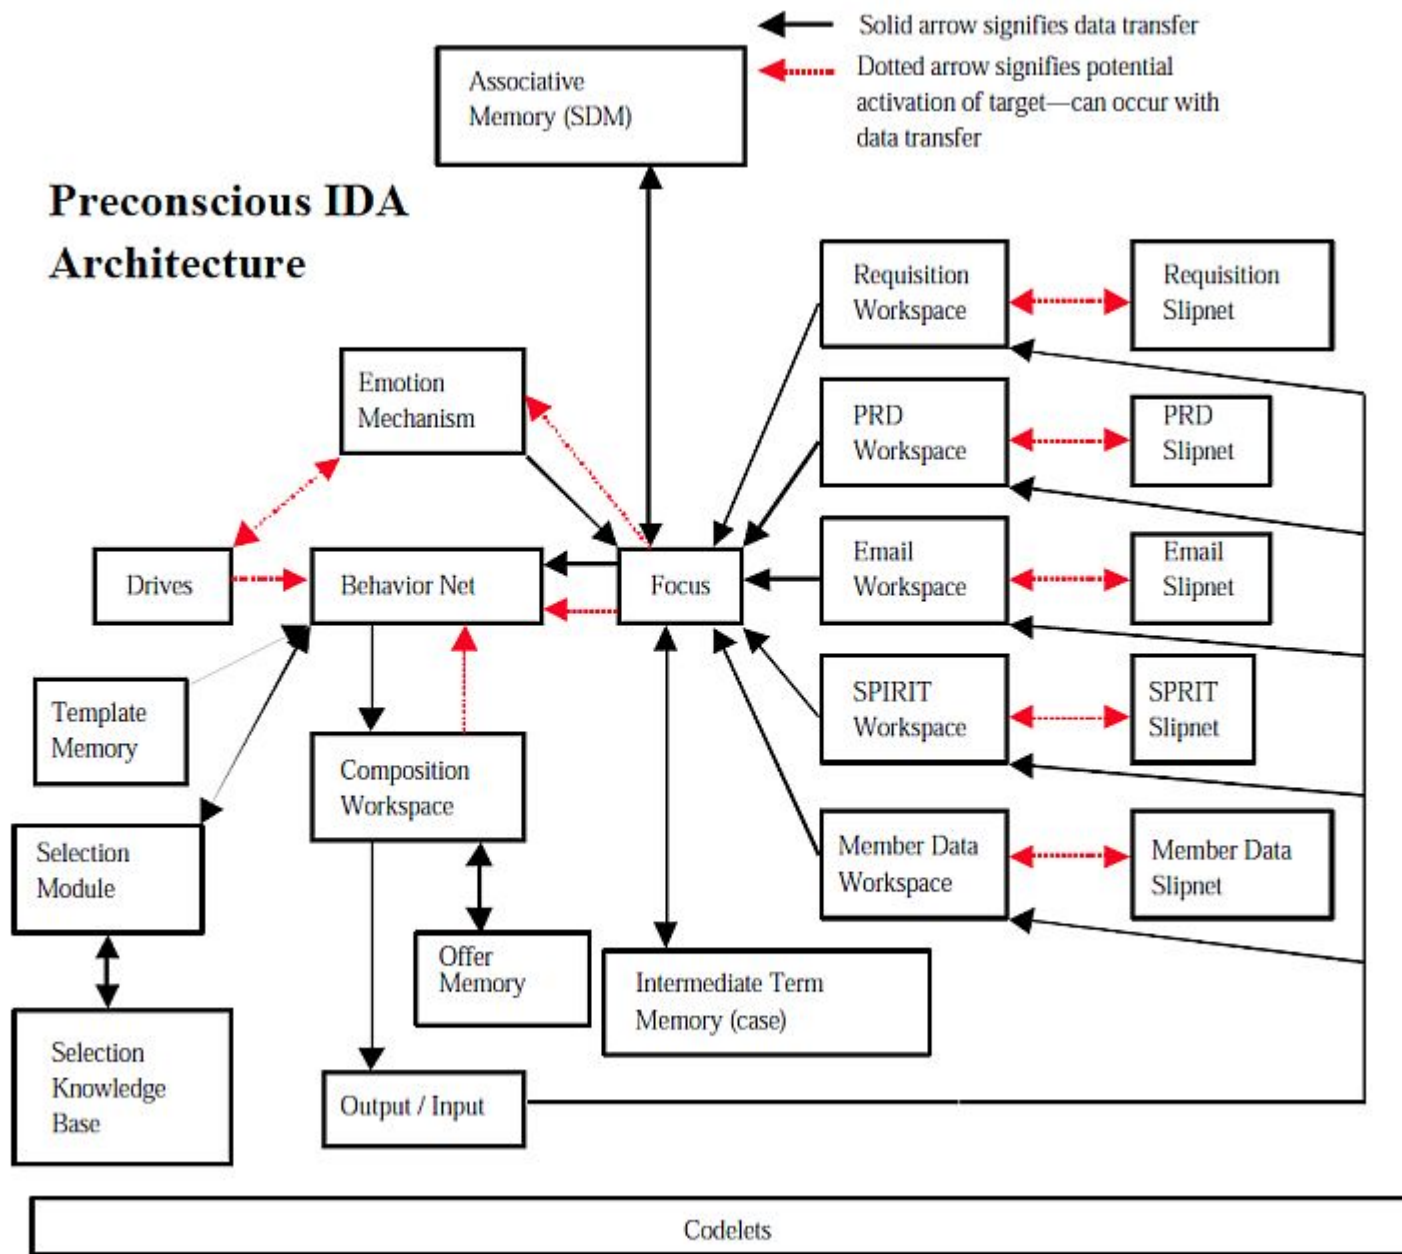 Solid arrow signifies data transfer
Dotted arrow signifies potential
activation of target—can occur with
data transfer
Associative
Memory (SDM)
Preconscious IDA
Architecture
Requisition
Workspace
Requisition
Slipnet
Emotion
Mechanism
PRD
Workspace
PRD
Slipnet
Drives
Behavior Net
Focus
Email
Workspace
Email
Slipnet
Template
Memory
SPIRIT
Workspace
SPRIT
Slipnet
Composition
Workspace
Selection
Module
Member Data
Workspace
Member Data
Slipnet
Offer
Memory
Intermediate Term
Memory (case)
Selection
Knowledge
Base
Output / Input
Codelets